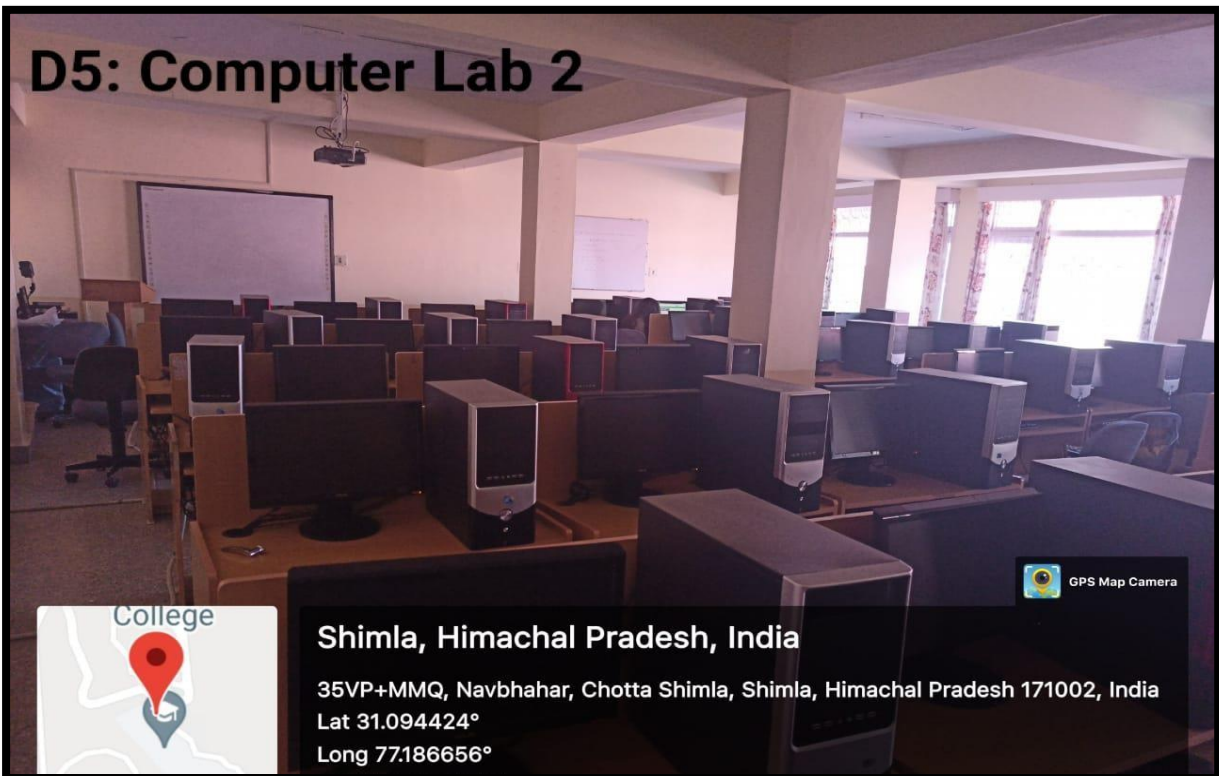 D5: Computer Lab 2
GPS Map Camera
College
Shimla, Himachal Pradesh, India
35VP+MMQ, Navbhahar, Chotta Shimla, Shimla, Himachal Pradesh 171002, India
Lat 31.094424°
Long 77.186656°